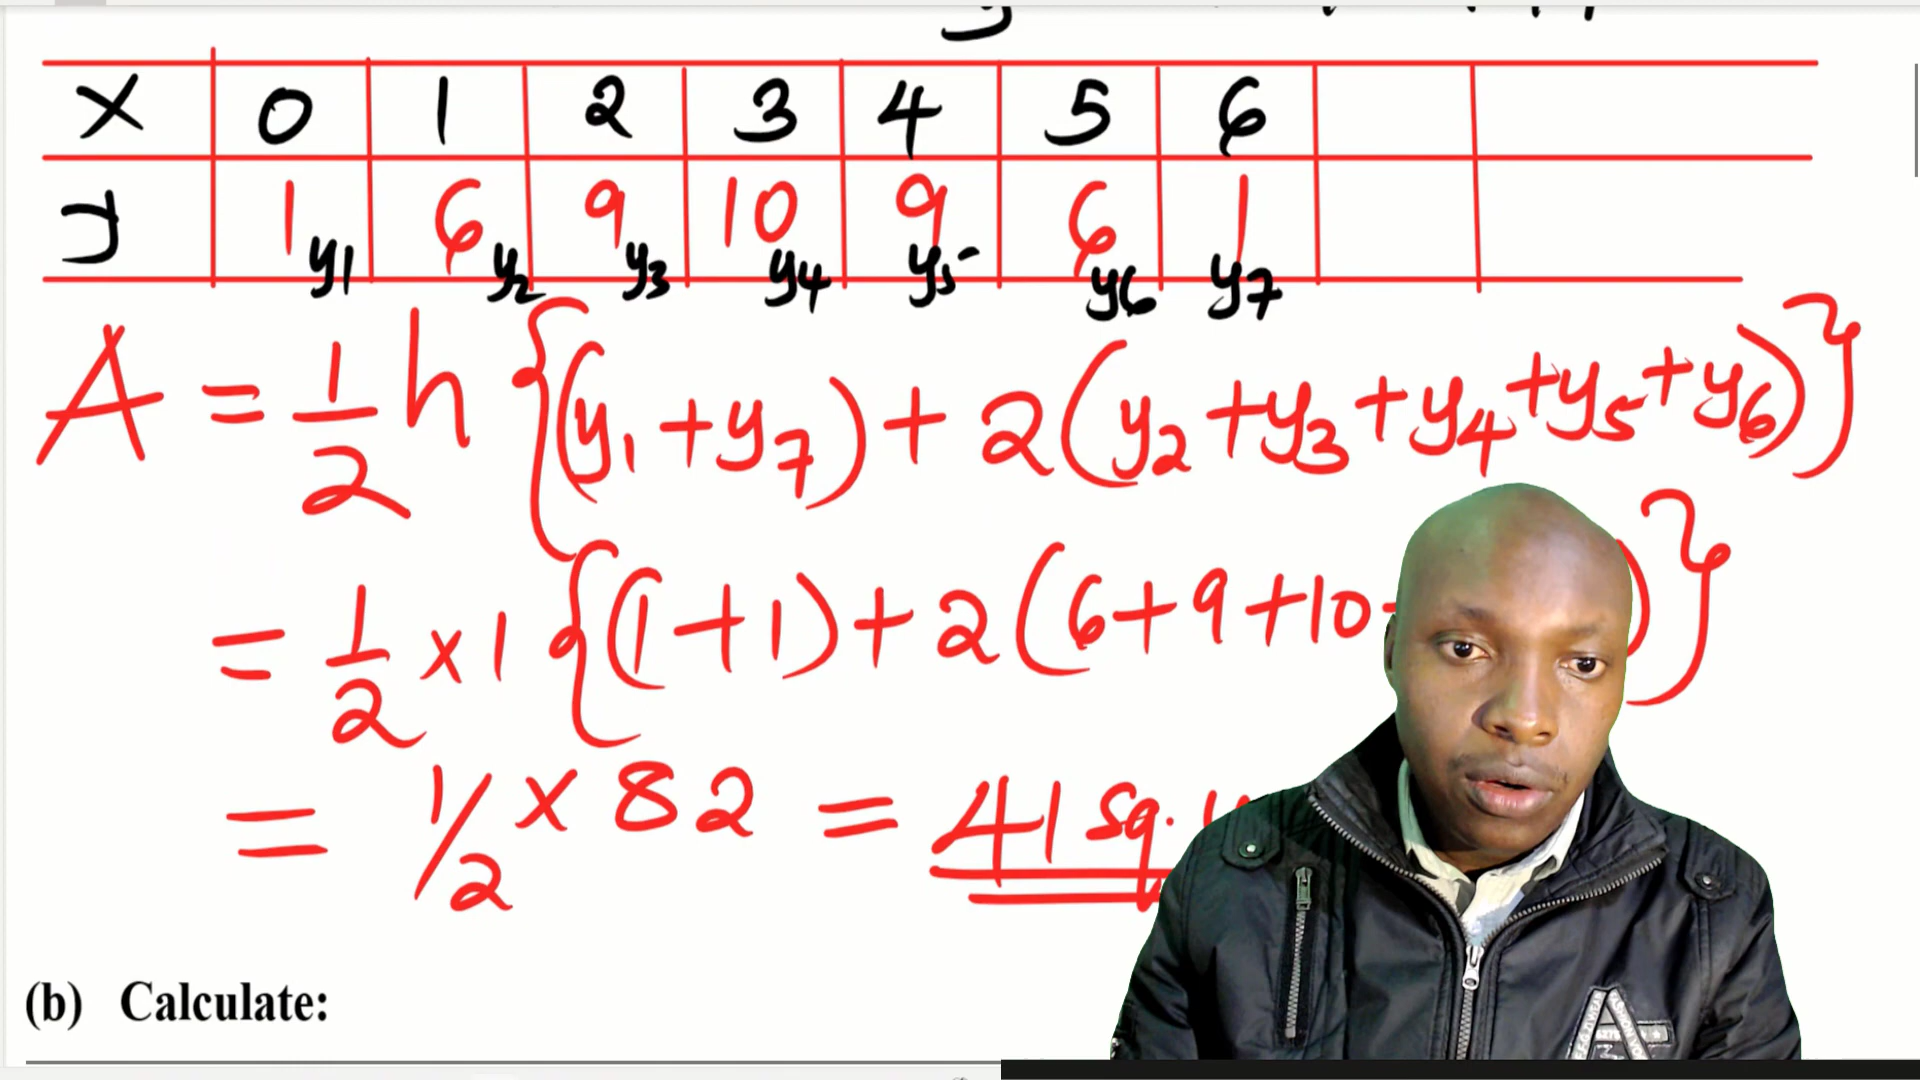 x 0 1 2 3 4 5 6
y 1 6 9 10 9 6 1
y1 y2 y3 y4 y5 y6 y7
A = 1/2 h {(y1 + y7) + 2(y2 + y3 + y4 + y5 + y6)}
= 1/2 × 1 {(1 + 1) + 2(6 + 9 + 10 )}
= 1/2 × 82 = 41 sq.
(b) Calculate: